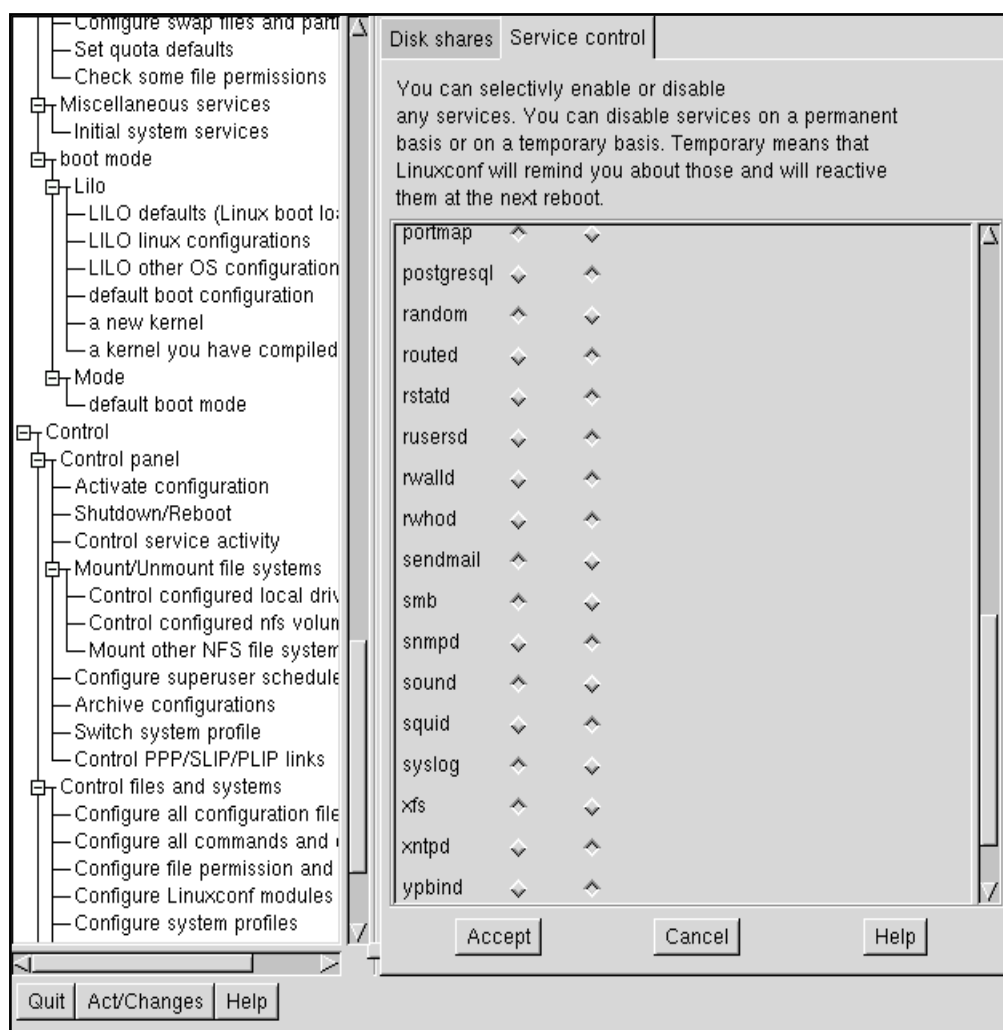 Configure swap files and parti
Set quota defaults
Check some file permissions
Miscellaneous services
Initial system services
boot mode
Lilo
LILO defaults (Linux boot loa
LILO linux configurations
LILO other OS configuration
default boot configuration
a new kernel
a kernel you have compiled
Mode
default boot mode
Control
Control panel
Activate configuration
Shutdown/Reboot
Control service activity
Mount/Unmount file systems
Control configured local driv
Control configured nfs volum
Mount other NFS file system
Configure superuser schedule
Archive configurations
Switch system profile
Control PPP/SLIP/PLIP links
Control files and systems
Configure all configuration file
Configure all commands and
Configure file permission and
Configure Linuxconf modules
Configure system profiles
Quit Act/Changes Help
Disk shares Service control
You can selectivly enable or disable
any services. You can disable services on a permanent
basis or on a temporary basis. Temporary means that
Linuxconf will remind you about those and will reactive
them at the next reboot.
portmap
postgresql
random
routed
rstatd
rusersd
rwalld
rwhod
sendmail
smb
snmpd
sound
squid
syslog
xfs
xntpd
ypbind
Accept Cancel Help